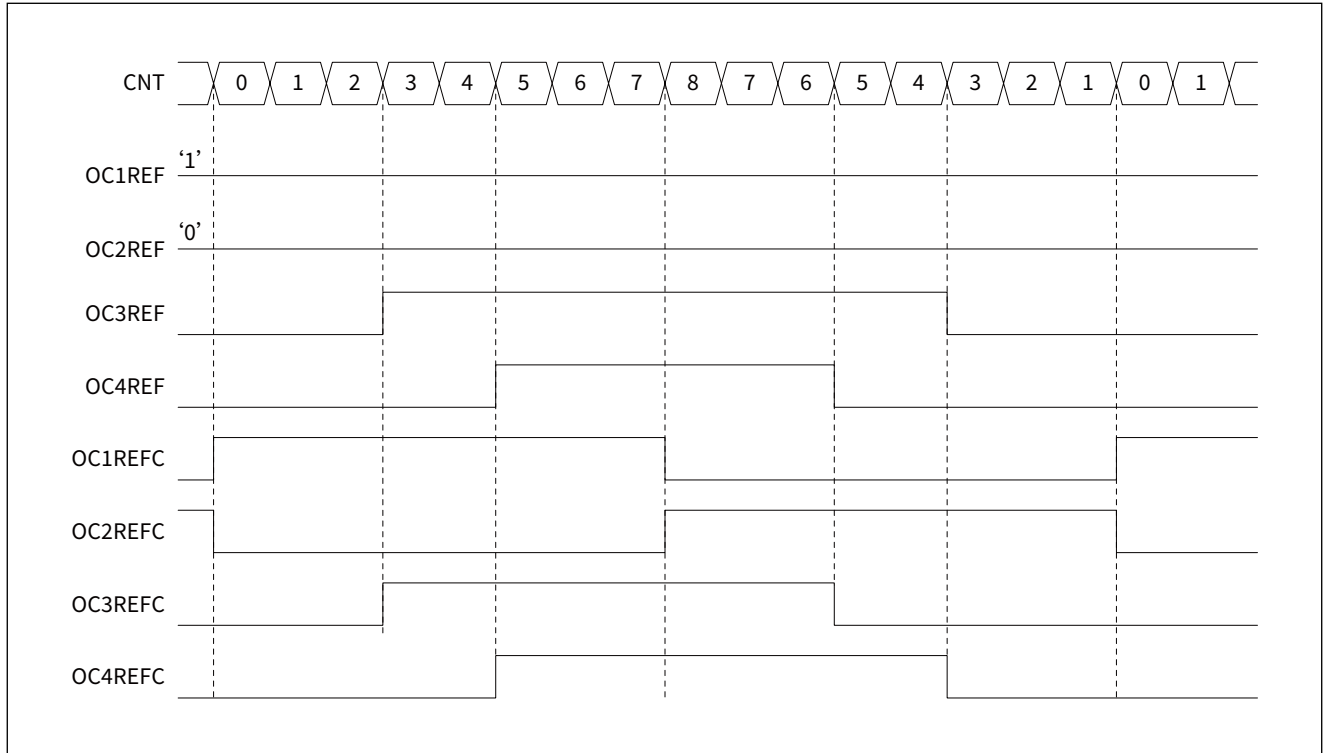 CNT 0 1 2 3 4 5 6 7 8 7 6 5 4 3 2 1 0 1
OC1REF ‘1’
OC2REF ‘0’
OC3REF
OC4REF
OC1REFC
OC2REFC
OC3REFC
OC4REFC